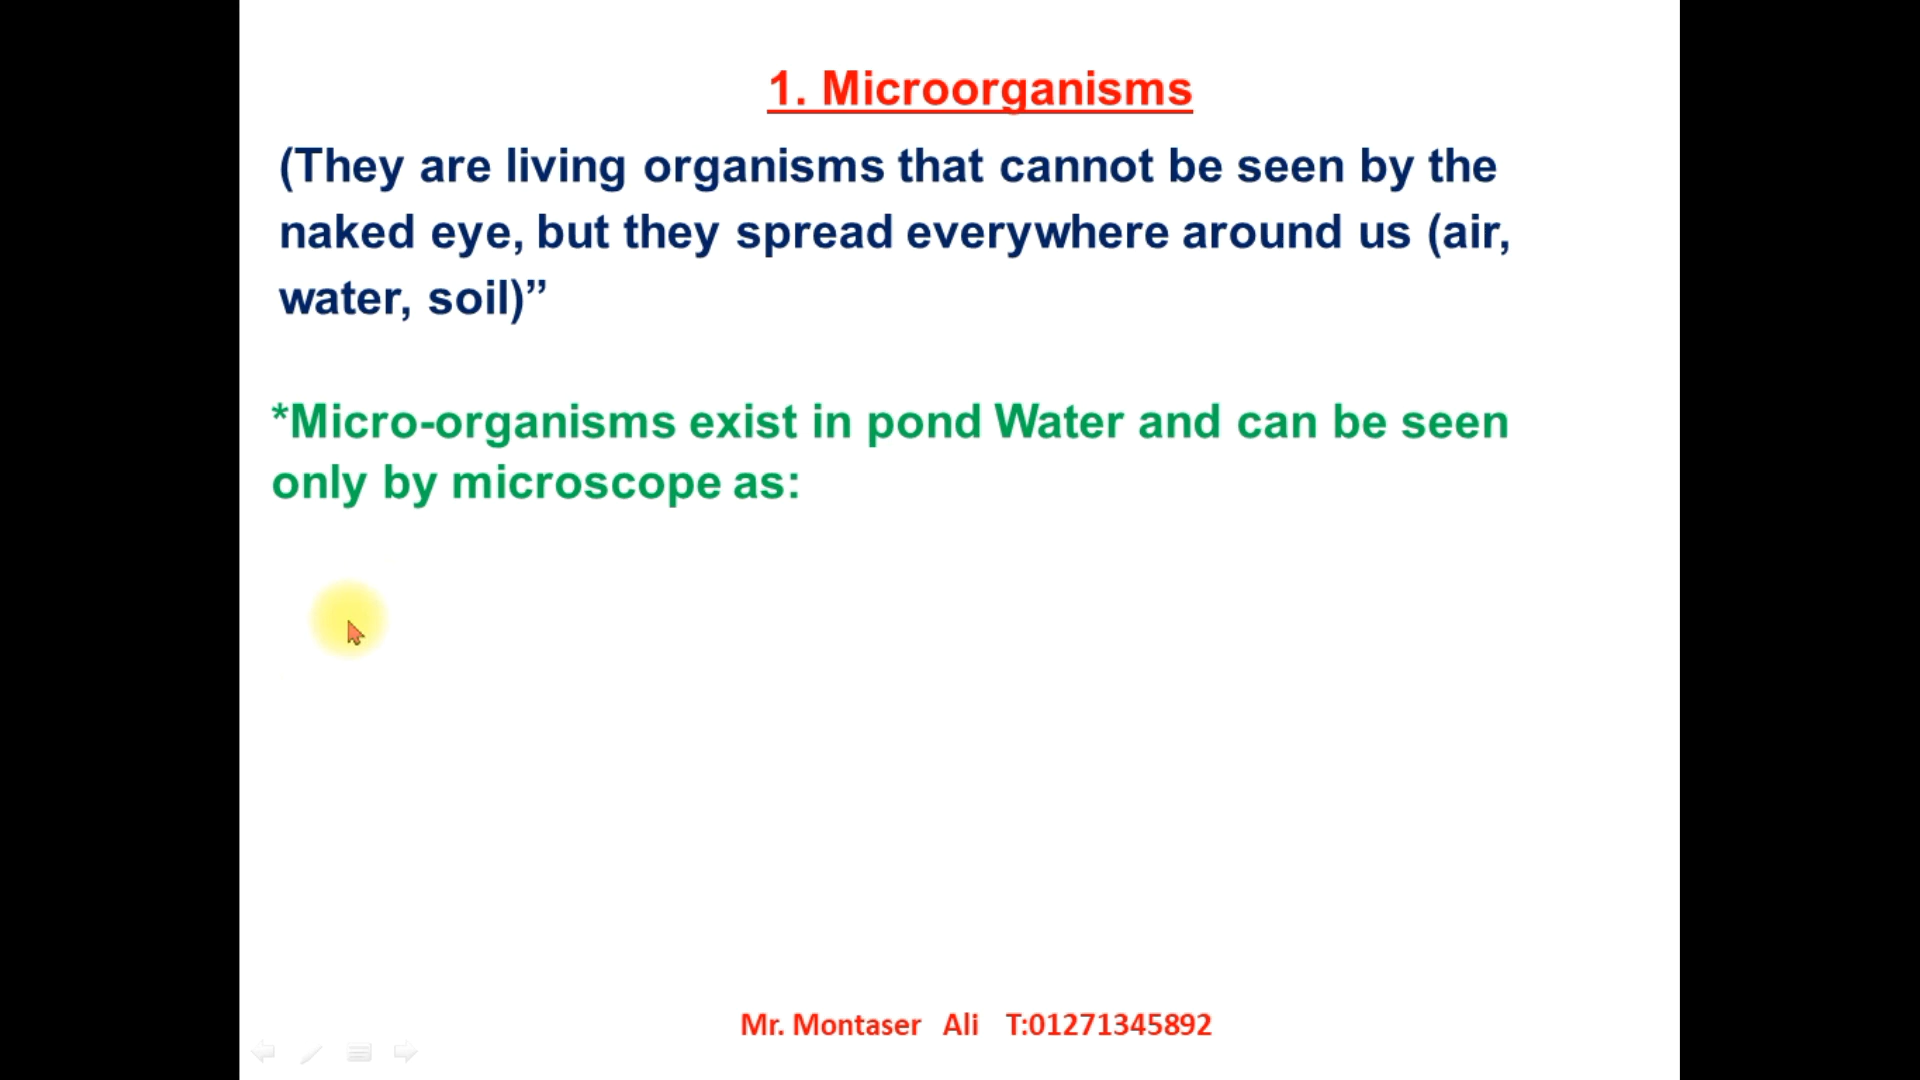 1. Microorganisms
(They are living organisms that cannot be seen by the
naked eye, but they spread everywhere around us (air,
water, soil)”
*Micro-organisms exist in pond Water and can be seen
only by microscope as:
Mr. Montaser Ali T:01271345892